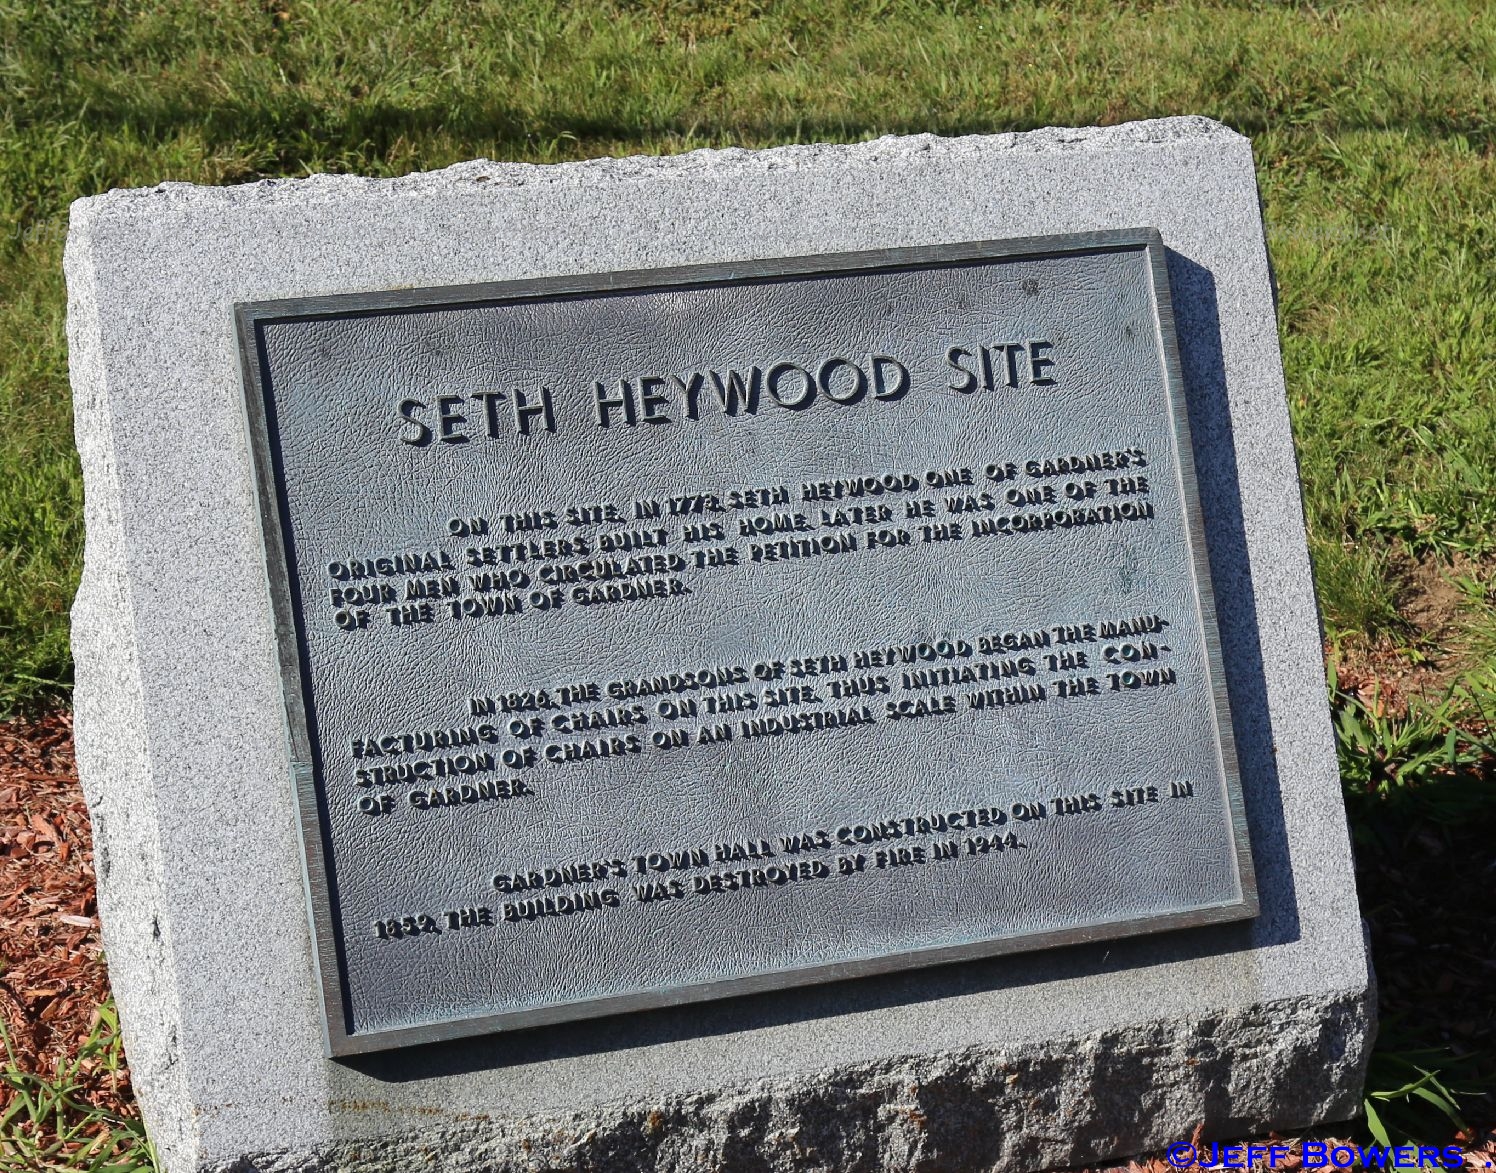 SETH HEYWOOD SITE
ON THIS SITE, IN 1773, SETH HEYWOOD ONE OF GARDNER'S
ORIGINAL SETTLERS BUILT HIS HOME. LATER HE WAS ONE OF THE
FOUR MEN WHO CIRCULATED THE PETITION FOR THE INCORPORATION
OF THE TOWN OF GARDNER.
IN 1826, THE GRANDSONS OF SETH HEYWOOD BEGAN THE MANU-
FACTURING OF CHAIRS ON THIS SITE, THUS INITIATING THE CON-
STRUCTION OF CHAIRS ON AN INDUSTRIAL SCALE WITHIN THE TOWN
OF GARDNER.
GARDNER'S TOWN HALL WAS CONSTRUCTED ON THIS SITE IN
1859, THE BUILDING WAS DESTROYED BY FIRE IN 1944.
©JEFF BOWERS